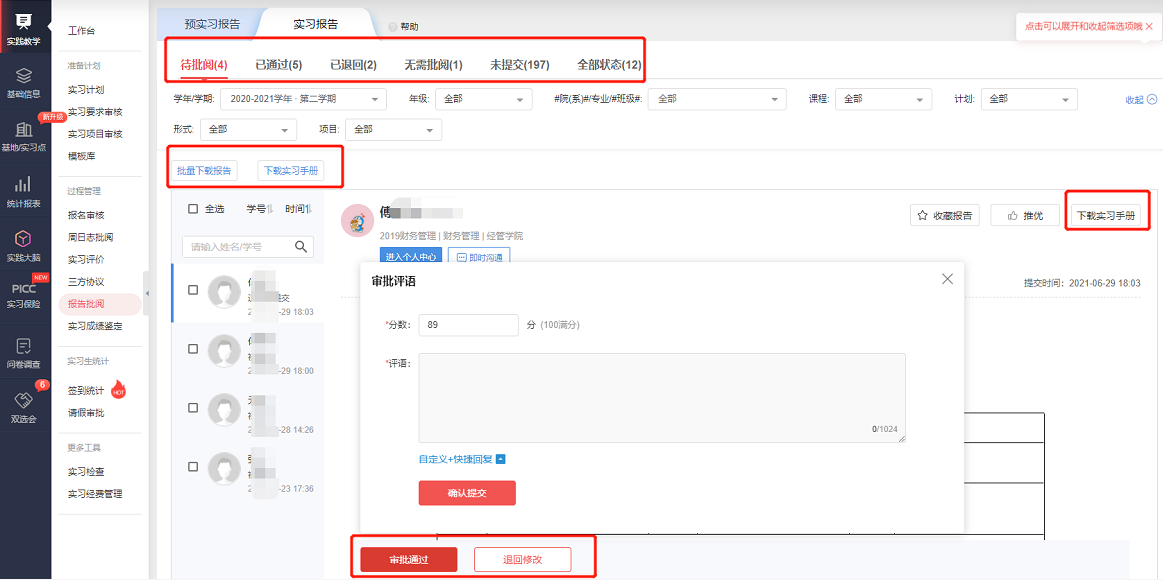 实践教学
基础信息
新升级
基地/实习点
统计报表
实践大脑
NEW
PICC
实习保险
问卷调查
6
双选会
工作台
准备计划
实习计划
实习要求审核
实习项目审核
模板库
过程管理
报名审核
周日志批阅
实习评价
三方协议
报告批阅
实习成绩鉴定
实习生统计
签到统计
HOT
请假审批
更多工具
实习检查
实习经费管理
预实习报告 实习报告 帮助
点击可以展开和收起筛选项哦 ×
待批阅(4) 已通过(5) 已退回(2) 无需批阅(1) 未提交(197) 全部状态(12)
学年/学期: 2020-2021学年 · 第二学期 年级: 全部 #院(系)#/专业/#班级#: 全部 课程: 全部 计划: 全部 收起
形式: 全部 项目: 全部
批量下载报告 下载实习手册
全选 学号 时间
请输入姓名/学号
交
-29 18:03
-29 18:00
-28 14:26
-23 17:36
傅
2019财务管理 | 财务管理 | 经管学院
进入个人中心 即时沟通
收藏报告 推优 下载实习手册
提交时间: 2021-06-29 18:03
审批评语
*分数: 89 分 (100满分)
*评语:
0/1024
自定义+快捷回复
确认提交
审批通过 退回修改